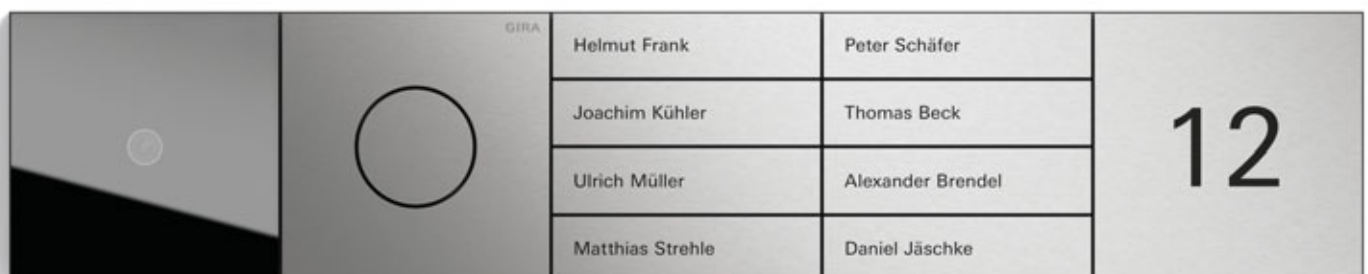 GIRA
Helmut Frank
Joachim Kühler
Ulrich Müller
Matthias Strehle
Peter Schäfer
Thomas Beck
Alexander Brendel
Daniel Jäschke
12